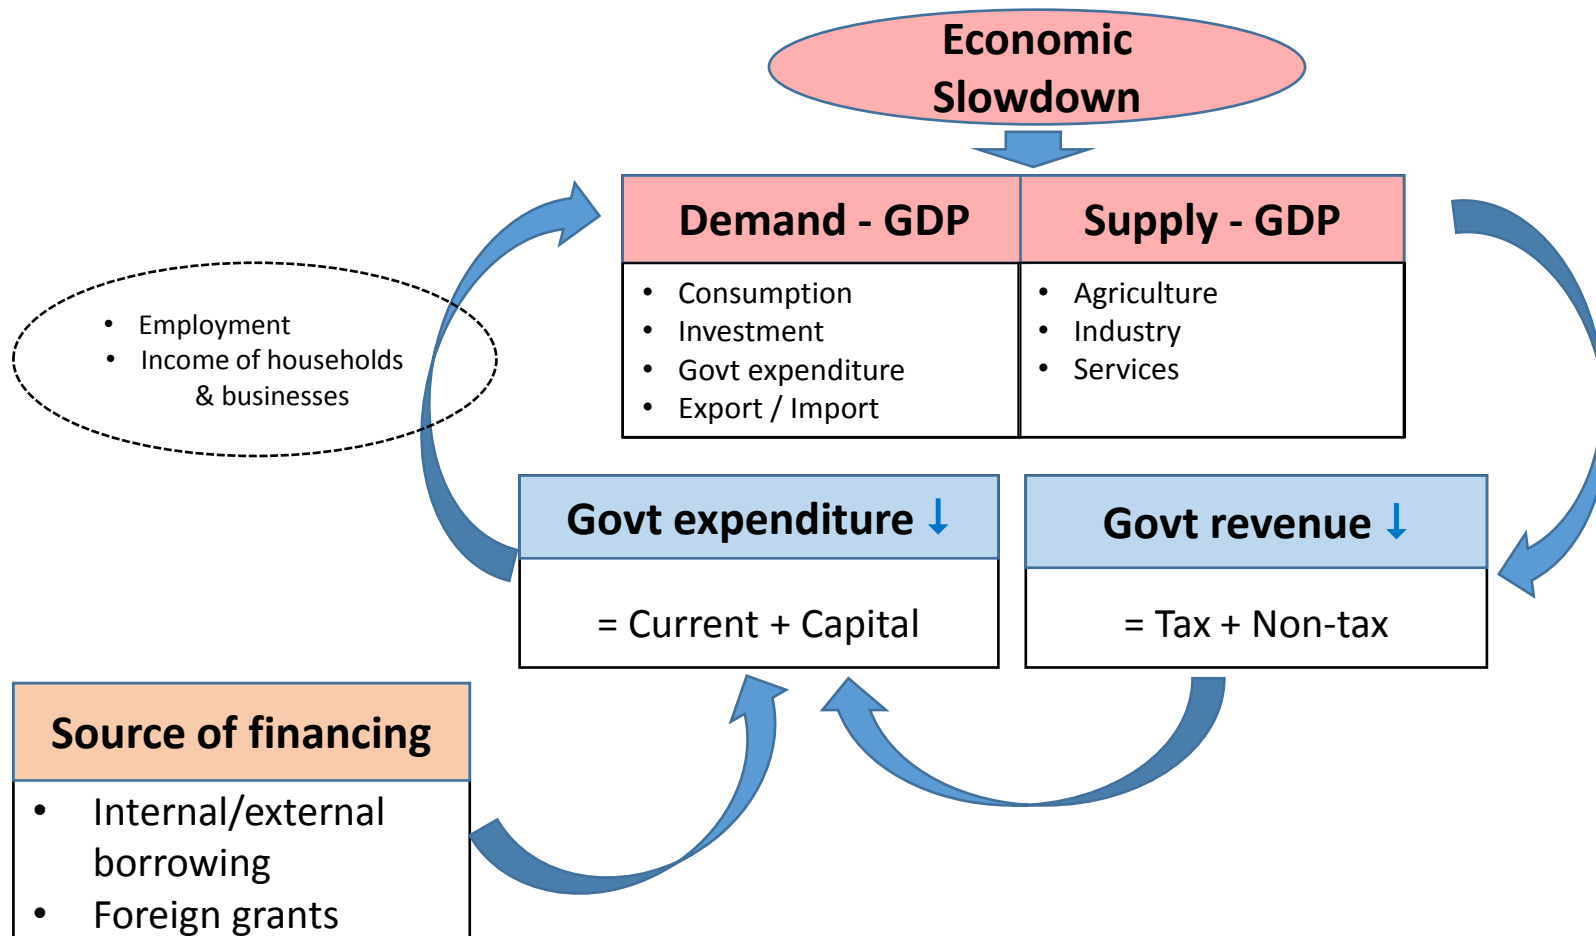 Economic
Slowdown
Demand - GDP
Supply - GDP
• Consumption
• Investment
• Govt expenditure
• Export / Import
• Agriculture
• Industry
• Services
• Employment
• Income of households
& businesses
Govt expenditure ↓
= Current + Capital
Govt revenue ↓
= Tax + Non-tax
Source of financing
• Internal/external
borrowing
• Foreign grants